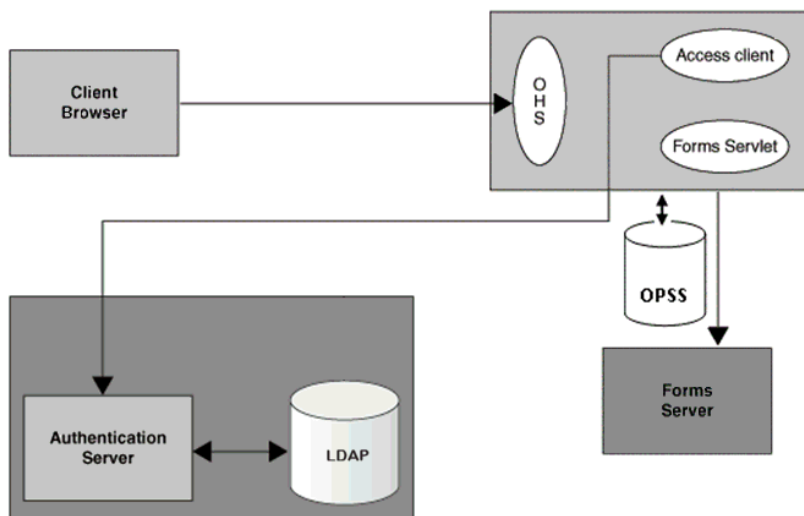 Client
Browser
O
H
S
Access client
Forms Servlet
OPSS
Forms
Server
Authentication
Server
LDAP